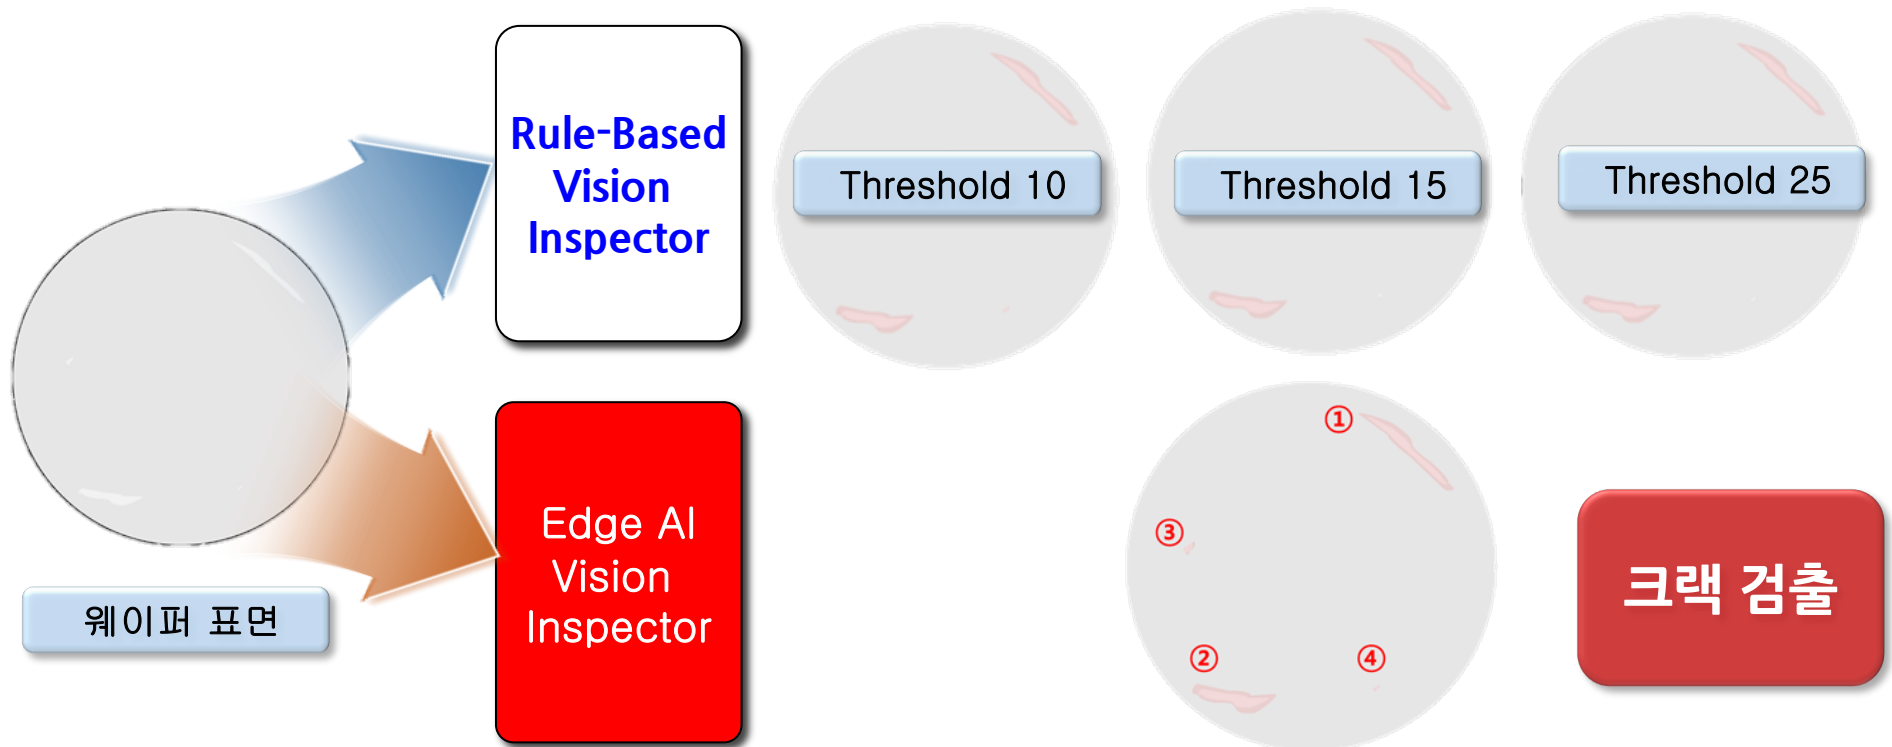 Rule-Based
Vision
Inspector
Threshold 10
Threshold 15
Threshold 25
웨이퍼 표면
Edge AI
Vision
Inspector
①
③
②
④
크랙 검출